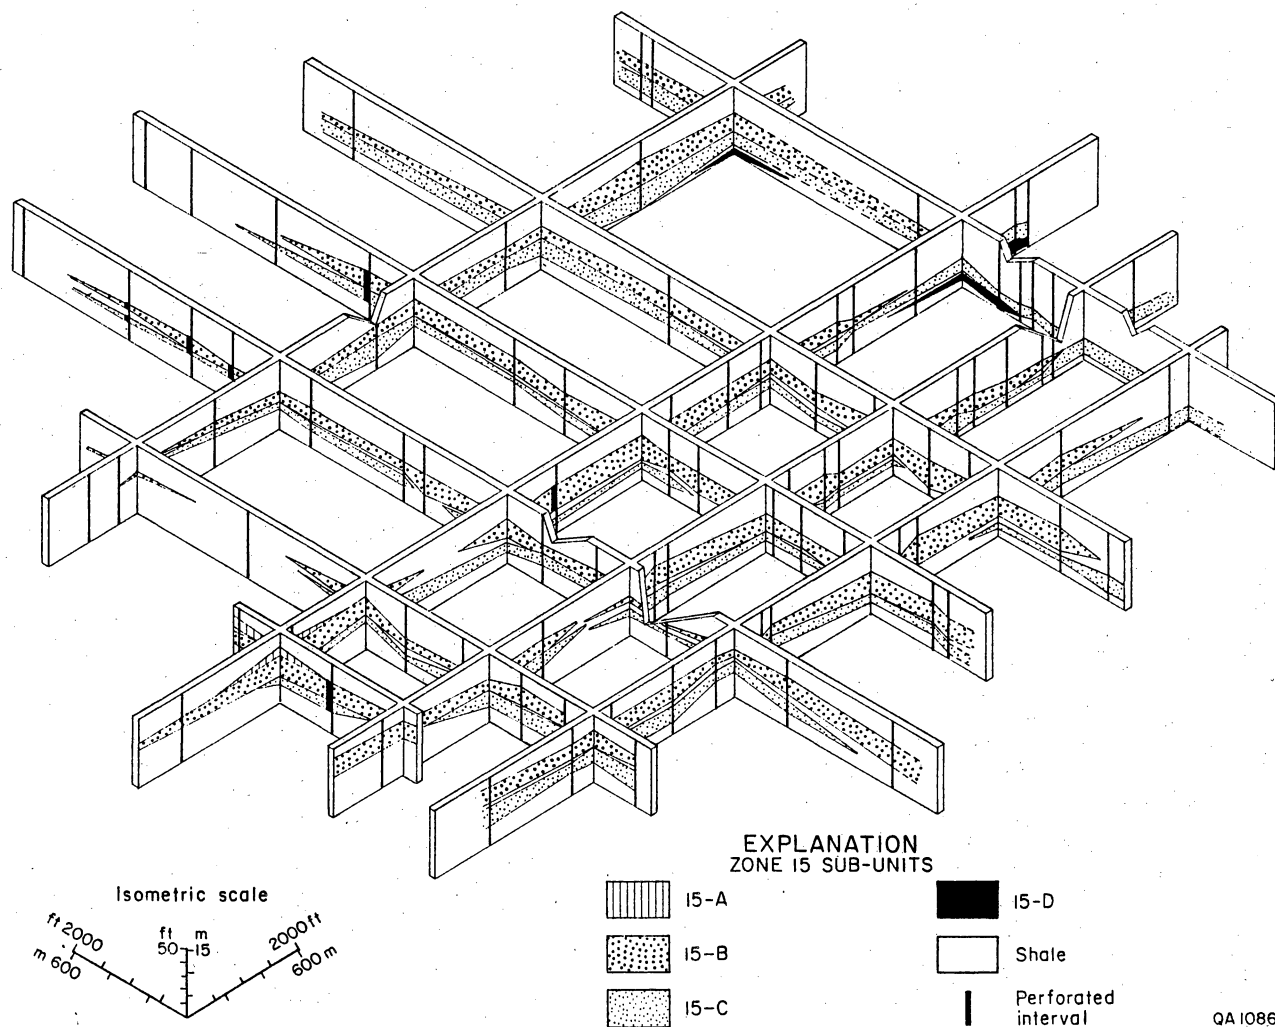 EXPLANATION
ZONE 15 SUB-UNITS
15-A
15-B
15-C
15-D
Shale
Perforated
interval
Isometric scale
ft 2000
m 600
ft m
50 15
2000 ft
600 m
QA 1086